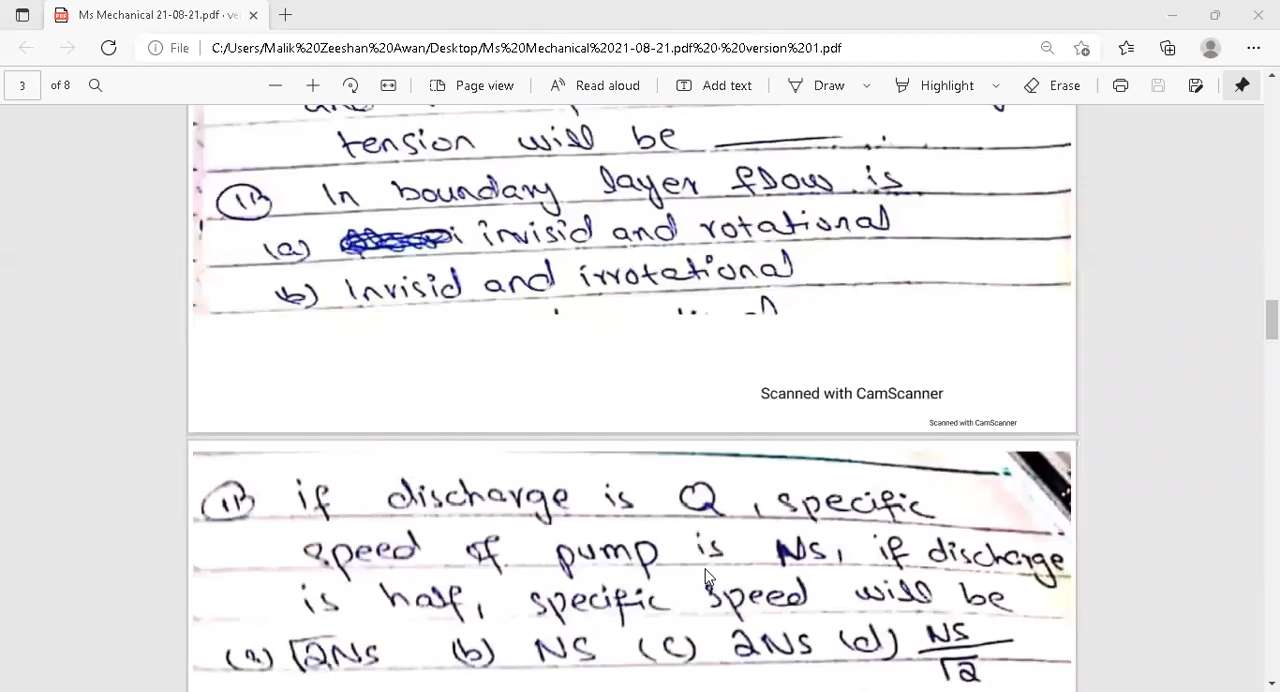 Ms Mechanical 21-08-21.pdf - ve
File C:/Users/Malik%20Zeeshan%20Awan/Desktop/Ms%20Mechanical%2021-08-21.pdf%20%20version%201.pdf
3 of 8 Page view Read aloud Add text Draw Highlight Erase
tension will be
In boundary layer flow is
(a) invisid and rotational
(b) Invisid and irrotational
Scanned with CamScanner
Scanned with CamScanner
if discharge is Q, specific
speed of pump is Ns, if discharge
is half, specific speed will be
(a) √2Ns (b) NS (c) 2Ns (d) NS/√2